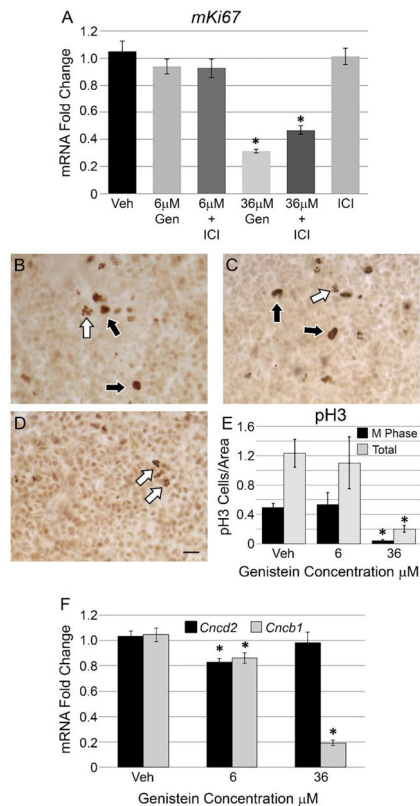 A
mKi67
mRNA Fold Change
1.2
1.0
0.8
0.6
0.4
0.2
0
*
*
Veh
6µM Gen
6µM + ICI
36µM Gen
36µM + ICI
ICI
B
C
D
E
pH3
M Phase
Total
pH3 Cells/Area
1.6
1.2
0.8
0.4
0
*
*
Veh
6
36
Genistein Concentration µM
F
Cncd2
Cncb1
mRNA Fold Change
1.2
1.0
0.8
0.6
0.4
0.2
0
*
*
*
Veh
6
36
Genistein Concentration µM